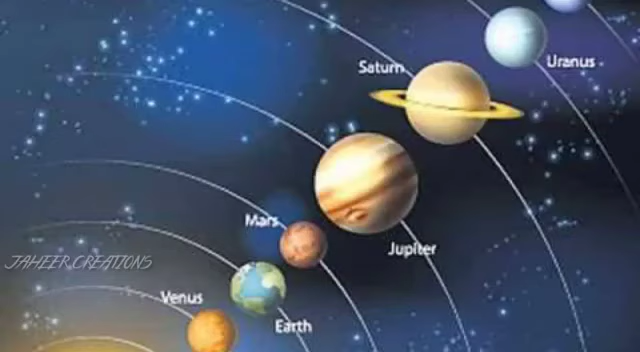 Saturn
Uranus
Mars
Jupiter
JAHEER CREATIONS
Venus
Earth